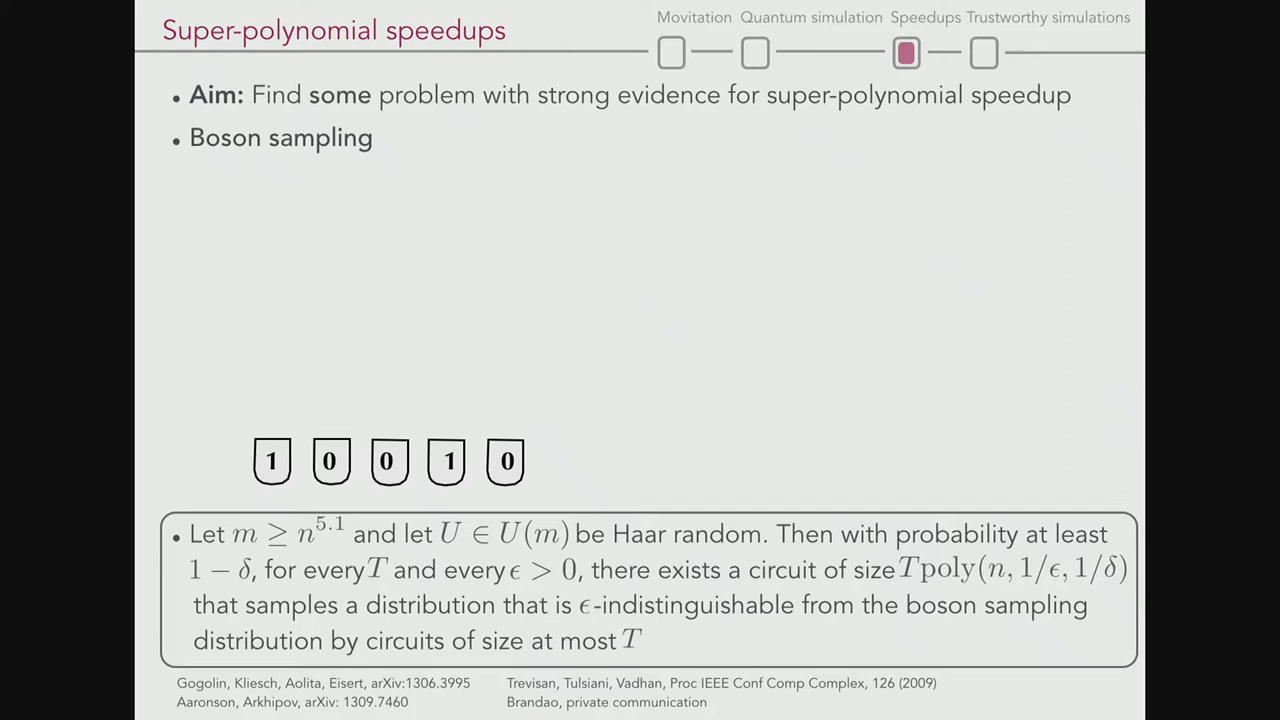 Super-polynomial speedups
Movitation Quantum simulation Speedups Trustworthy simulations
• Aim: Find some problem with strong evidence for super-polynomial speedup
• Boson sampling
1 0 0 1 0
• Let m ≥ n^{5.1} and let U ∈ U(m) be Haar random. Then with probability at least
1 − δ, for every T and every ϵ > 0, there exists a circuit of size T poly(n, 1/ϵ, 1/δ)
that samples a distribution that is ϵ-indistinguishable from the boson sampling
distribution by circuits of size at most T
Gogolin, Kliesch, Aolita, Eisert, arXiv:1306.3995
Aaronson, Arkhipov, arXiv: 1309.7460
Trevisan, Tulsiani, Vadhan, Proc IEEE Conf Comp Complex, 126 (2009)
Brandao, private communication